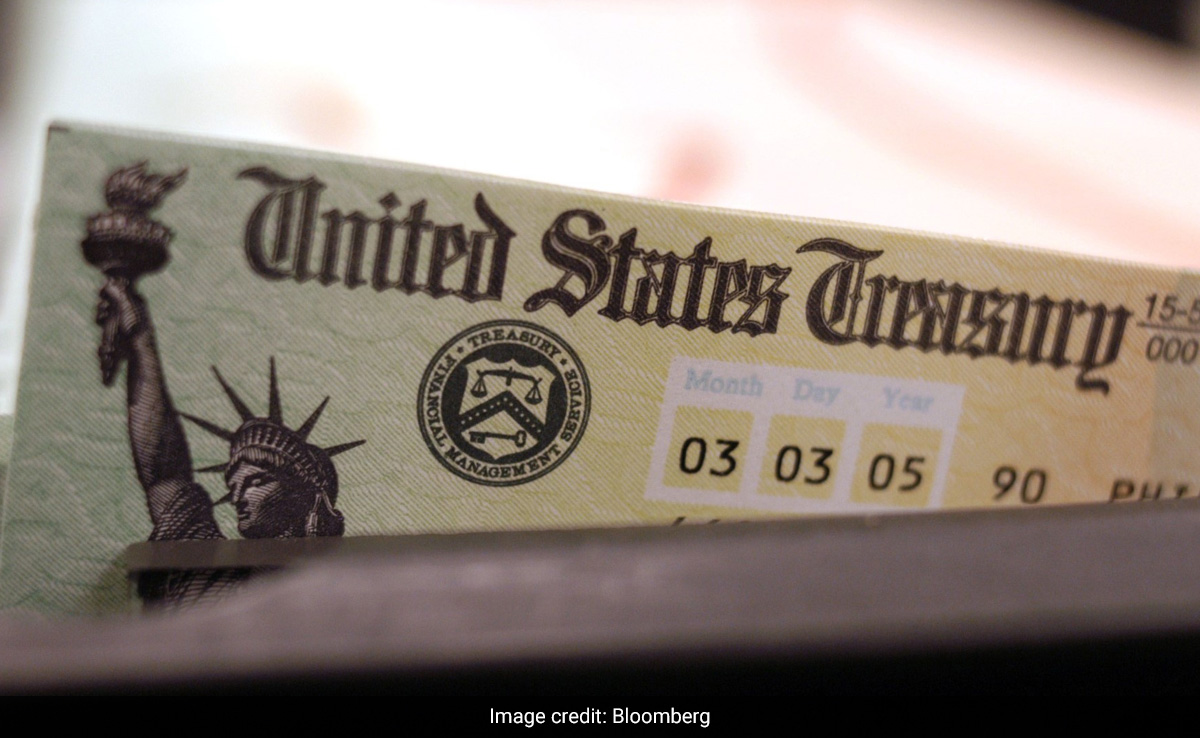 United States Treasury
15-
000
TREASURY
FINANCIAL MANAGEMENT SERVICE
Month Day Year
03 03 05 90
Image credit: Bloomberg